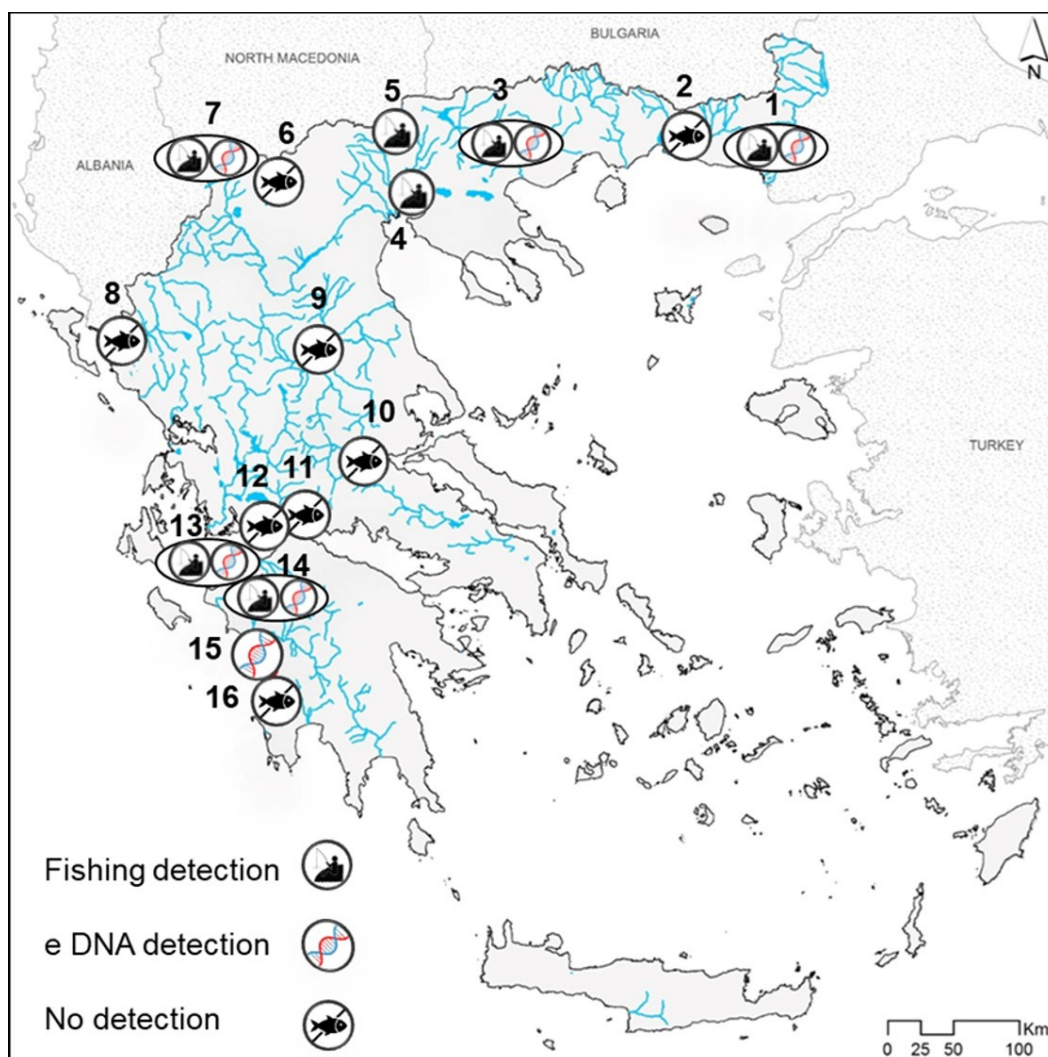 BULGARIA
NORTH MACEDONIA
N
5
3
2
1
7
6
ALBANIA
4
8
9
10
TURKEY
12
11
13
14
15
16
Fishing detection
e DNA detection
No detection
Km
0 25 50 100